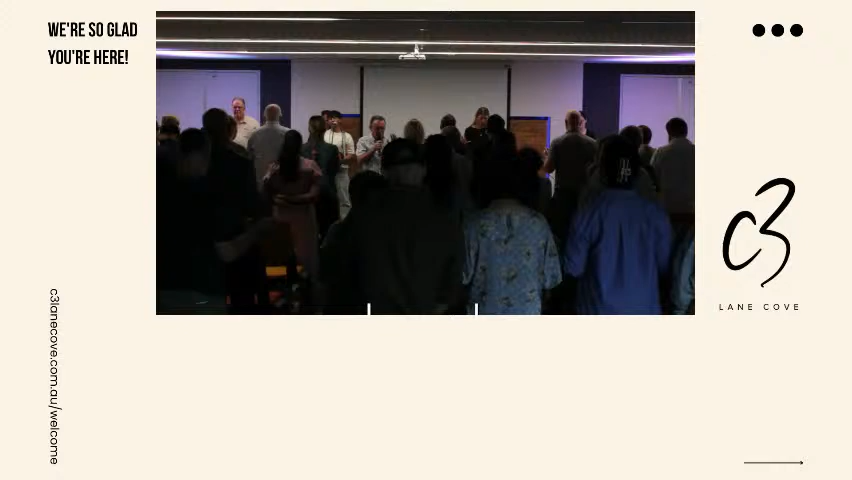 WE'RE SO GLAD
YOU'RE HERE!
c3
LANE COVE
c3lanecove.com.au/welcome